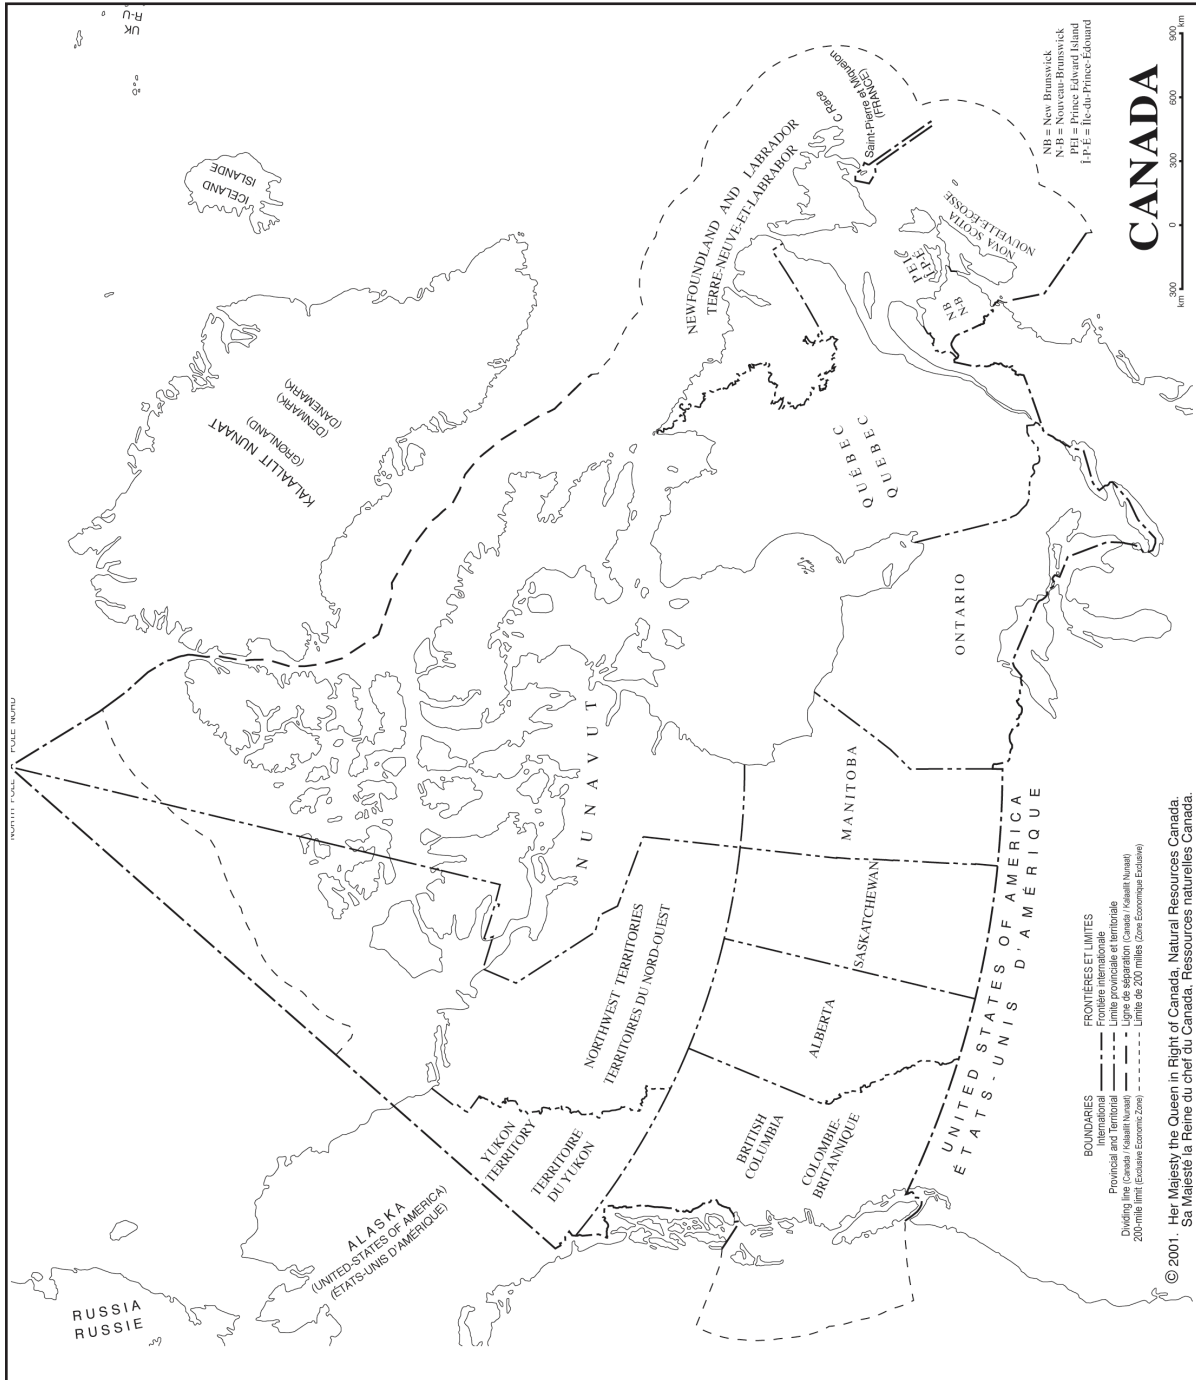 NORTH POLE POLE NORD
RUSSIA
RUSSIE
ALASKA
(UNITED-STATES OF AMERICA)
(ÉTATS-UNIS D'AMÉRIQUE)
KALAALLIT NUNAAT
(GRØNLAND)
(DENMARK)
(DANEMARK)
ICELAND
ISLANDE
UK
R-U
YUKON
TERRITORY
TERRITOIRE
DU YUKON
NORTHWEST TERRITORIES
TERRITOIRES DU NORD-OUEST
NUNAVUT
BRITISH
COLUMBIA
COLOMBIE-
BRITANNIQUE
ALBERTA
SASKATCHEWAN
MANITOBA
ONTARIO
QUÉBEC
QUEBEC
NEWFOUNDLAND AND LABRADOR
TERRE-NEUVE-ET-LABRABOR
C Race
Saint-Pierre et Miquelon
(FRANCE)
PEI
Î-P-É
NB
N-B
NOVA SCOTIA
NOUVELLE-ÉCOSSE
UNITED STATES OF AMERICA
ÉTATS-UNIS D'AMÉRIQUE
NB = New Brunswick
N-B = Nouveau-Brunswick
PEI = Prince Edward Island
Î-P-É = Île-du-Prince-Édouard
CANADA
300 0 300 600 900
km km
BOUNDARIES FRONTIÈRES ET LIMITES
International Frontière internationale
Provincial and Territorial Limite provinciale et territoriale
Dividing line (Canada / Kalaallit Nunaat) Ligne de séparation (Canada / Kalaallit Nunaat)
200-mile limit (Exclusive Economic Zone) Limite de 200 milles (Zone Économique Exclusive)
© 2001. Her Majesty the Queen in Right of Canada, Natural Resources Canada.
Sa Majesté la Reine du chef du Canada, Ressources naturelles Canada.